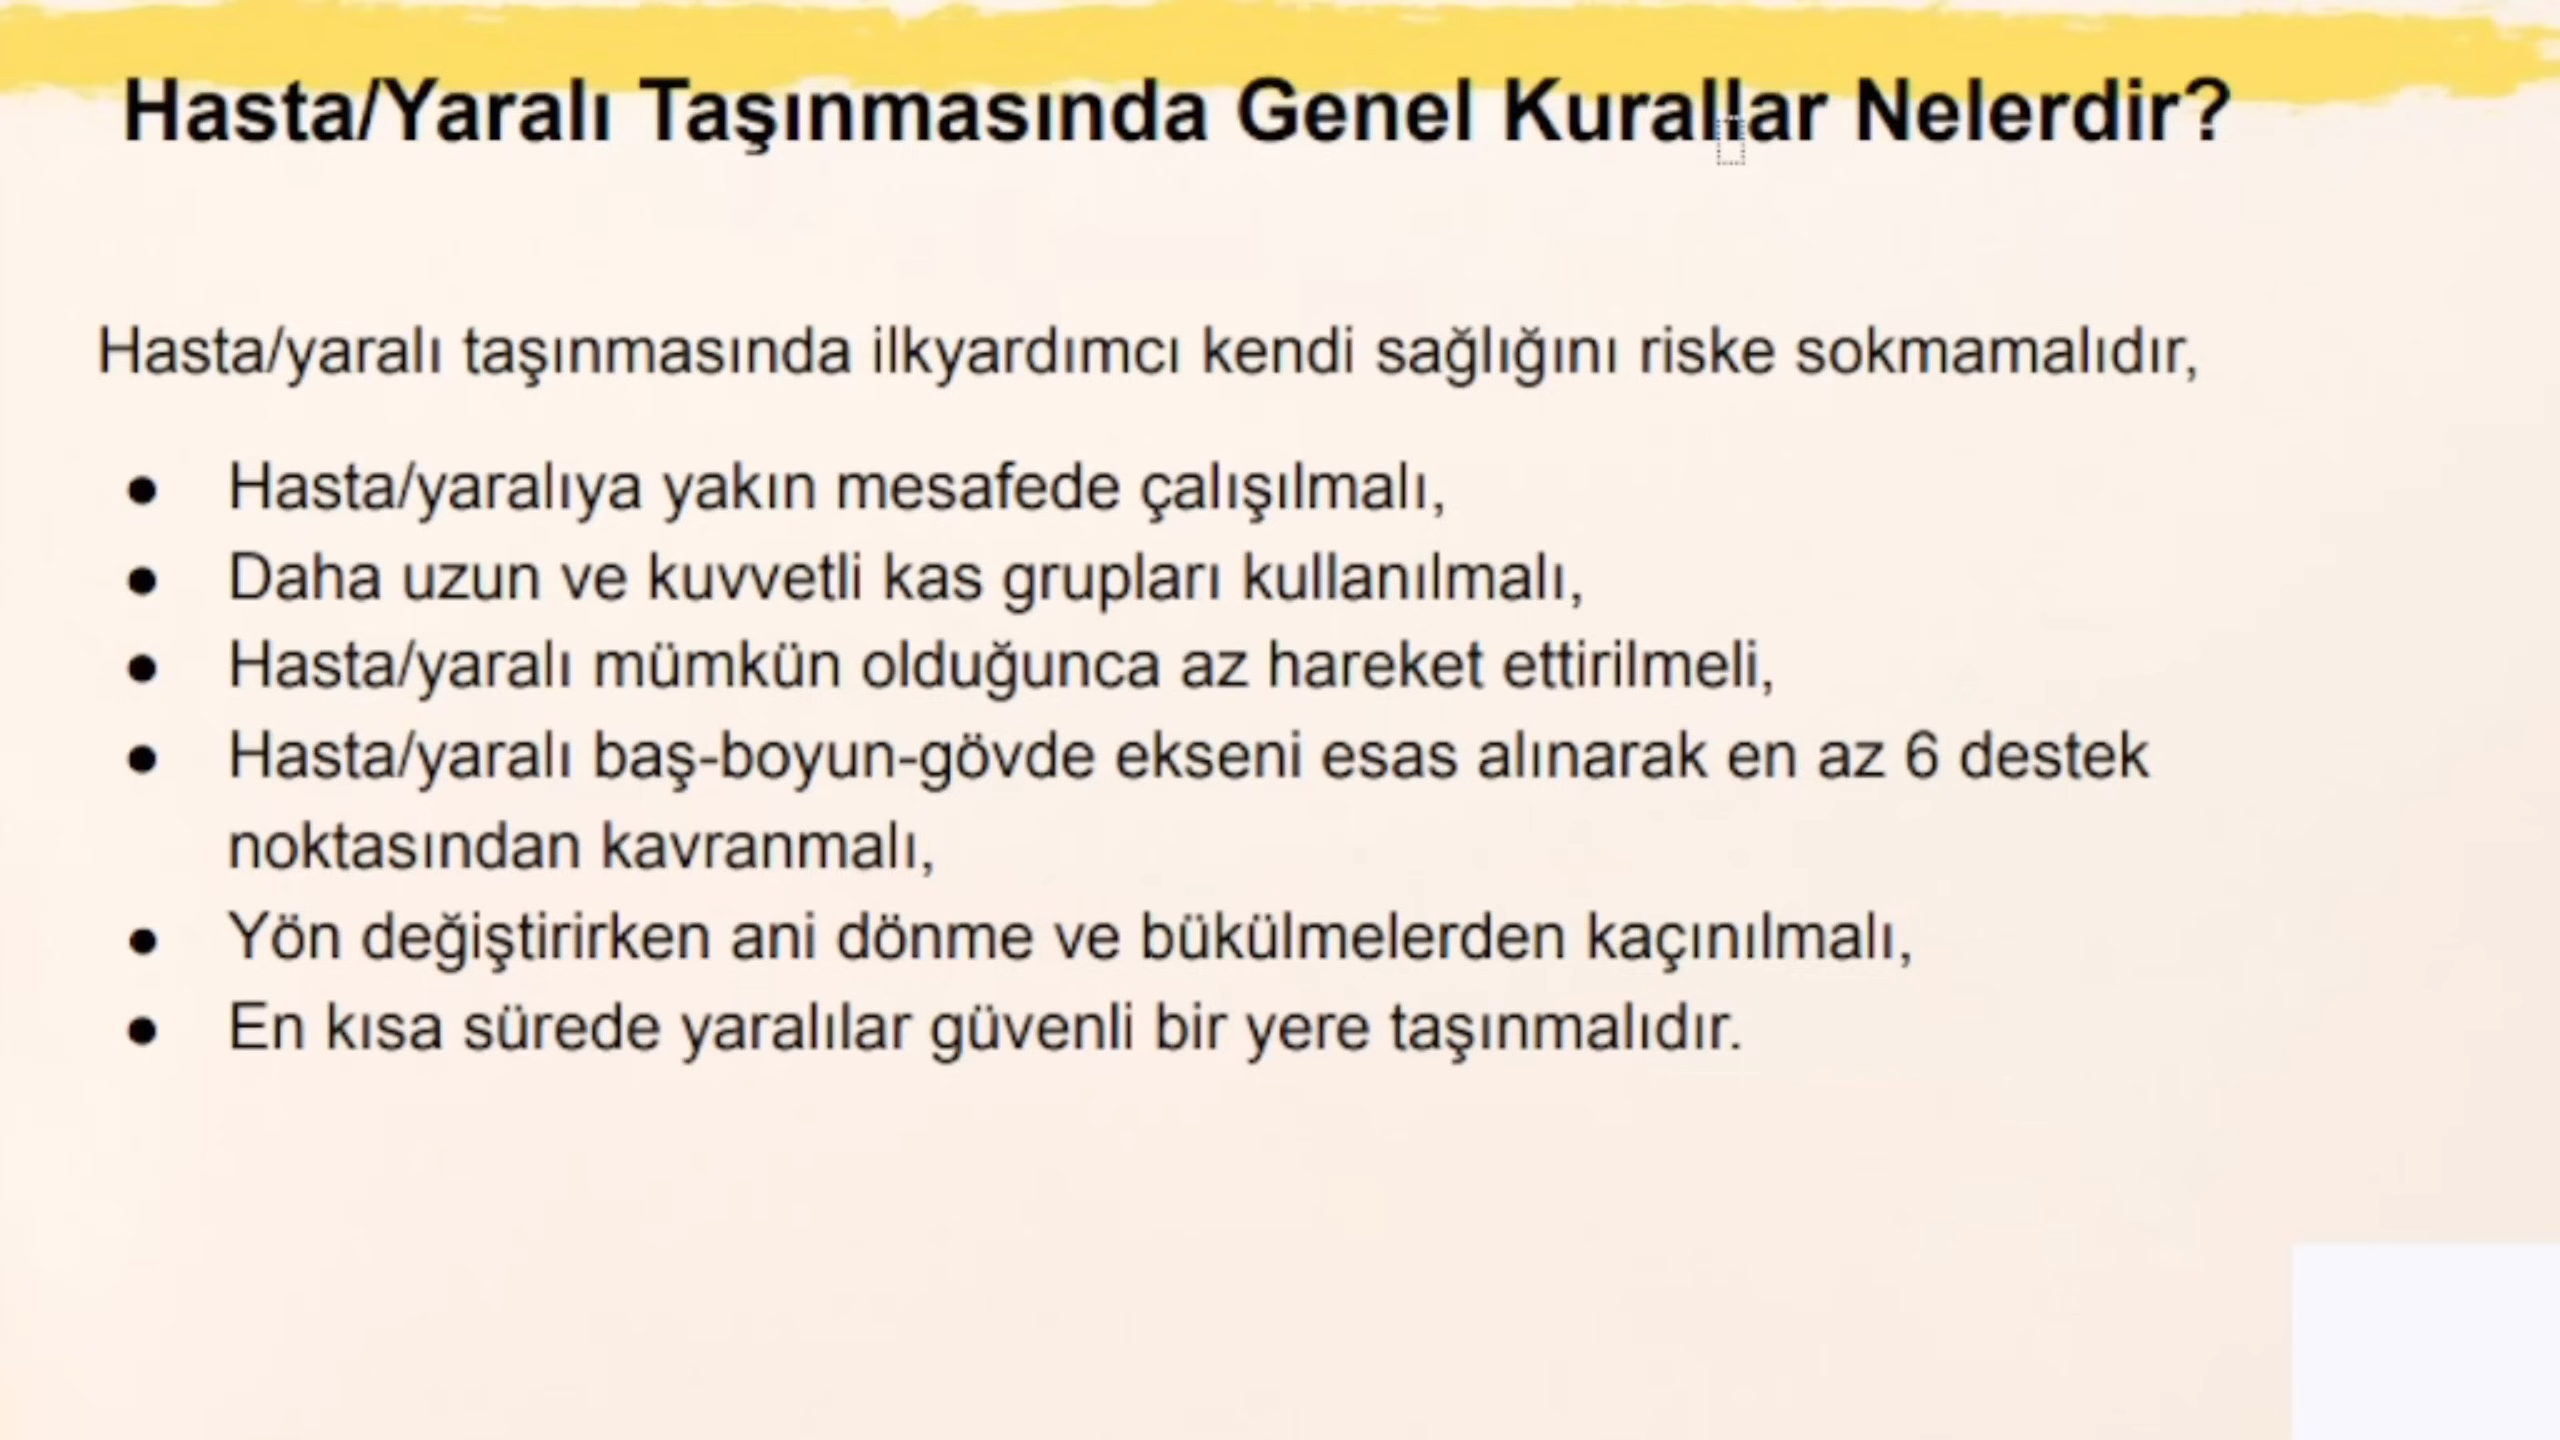 Hasta/Yaralı Taşınmasında Genel Kurallar Nelerdir?
Hasta/yaralı taşınmasında ilkyardımcı kendi sağlığını riske sokmamalıdır,
● Hasta/yaralıya yakın mesafede çalışılmalı,
● Daha uzun ve kuvvetli kas grupları kullanılmalı,
● Hasta/yaralı mümkün olduğunca az hareket ettirilmeli,
● Hasta/yaralı baş-boyun-gövde ekseni esas alınarak en az 6 destek
noktasından kavranmalı,
● Yön değiştirirken ani dönme ve bükülmelerden kaçınılmalı,
● En kısa sürede yaralılar güvenli bir yere taşınmalıdır.